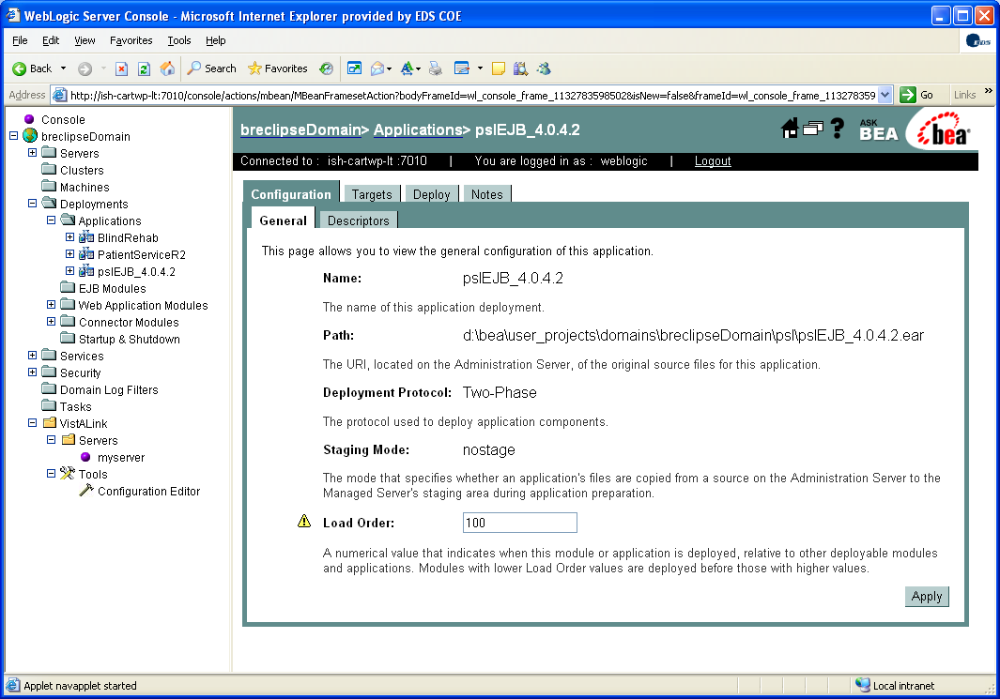 WebLogic Server Console - Microsoft Internet Explorer provided by EDS COE
File Edit View Favorites Tools Help
EDS
Back Search Favorites
Address http://ish-cartwp-lt:7010/console/actions/mbean/MBeanFramesetAction?bodyFrameId=wl_console_frame_1132783598502&isNew=false&frameId=wl_console_frame_113278359 Go Links »
Console
breclipseDomain
Servers
Clusters
Machines
Deployments
Applications
BlindRehab
PatientServiceR2
pslEJB_4.0.4.2
EJB Modules
Web Application Modules
Connector Modules
Startup & Shutdown
Services
Security
Domain Log Filters
Tasks
VistALink
Servers
myserver
Tools
Configuration Editor
breclipseDomain> Applications> pslEJB_4.0.4.2
? ASK BEA bea
Connected to : ish-cartwp-lt :7010 | You are logged in as : weblogic | Logout
Configuration Targets Deploy Notes
General Descriptors
This page allows you to view the general configuration of this application.
Name: pslEJB_4.0.4.2
The name of this application deployment.
Path: d:\bea\user_projects\domains\breclipseDomain\psl\pslEJB_4.0.4.2.ear
The URI, located on the Administration Server, of the original source files for this application.
Deployment Protocol: Two-Phase
The protocol used to deploy application components.
Staging Mode: nostage
The mode that specifies whether an application's files are copied from a source on the Administration Server to the
Managed Server's staging area during application preparation.
Load Order: 100
A numerical value that indicates when this module or application is deployed, relative to other deployable modules
and applications. Modules with lower Load Order values are deployed before those with higher values.
Apply
Applet navapplet started
Local intranet